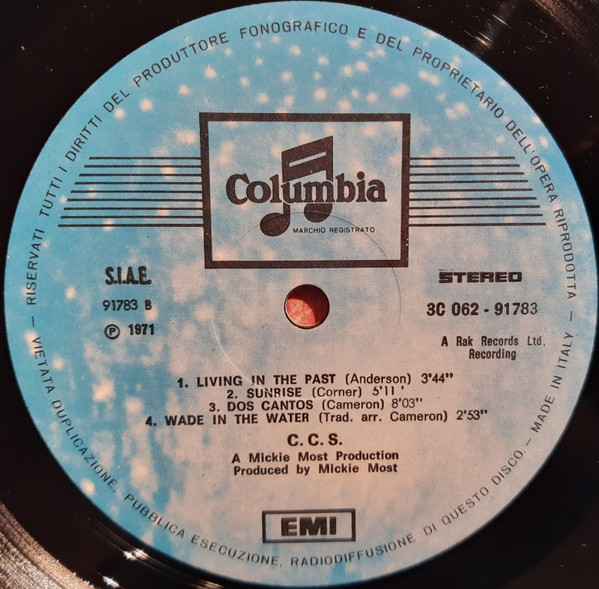 RISERVATI TUTTI I DIRITTI DEL PRODUTTORE FONOGRAFICO E DEL PROPRIETARIO DELL'OPERA RIPRODOTTA
Columbia
MARCHIO REGISTRATO
S.I.A.E.
91783 B
Ⓟ 1971
STEREO
3C 062 - 91783
A Rak Records Ltd.
Recording
1. LIVING IN THE PAST (Anderson) 3'44"
2. SUNRISE (Corner) 5'11 '
3. DOS CANTOS (Cameron) 8'03"
4. WADE IN THE WATER (Trad. arr. Cameron) 2'53"
C.C.S.
A Mickie Most Production
Produced by Mickie Most
EMI
— VIETATA DUPLICAZIONE, PUBBLICA ESECUZIONE, RADIODIFFUSIONE DI QUESTO DISCO — MADE IN ITALY —